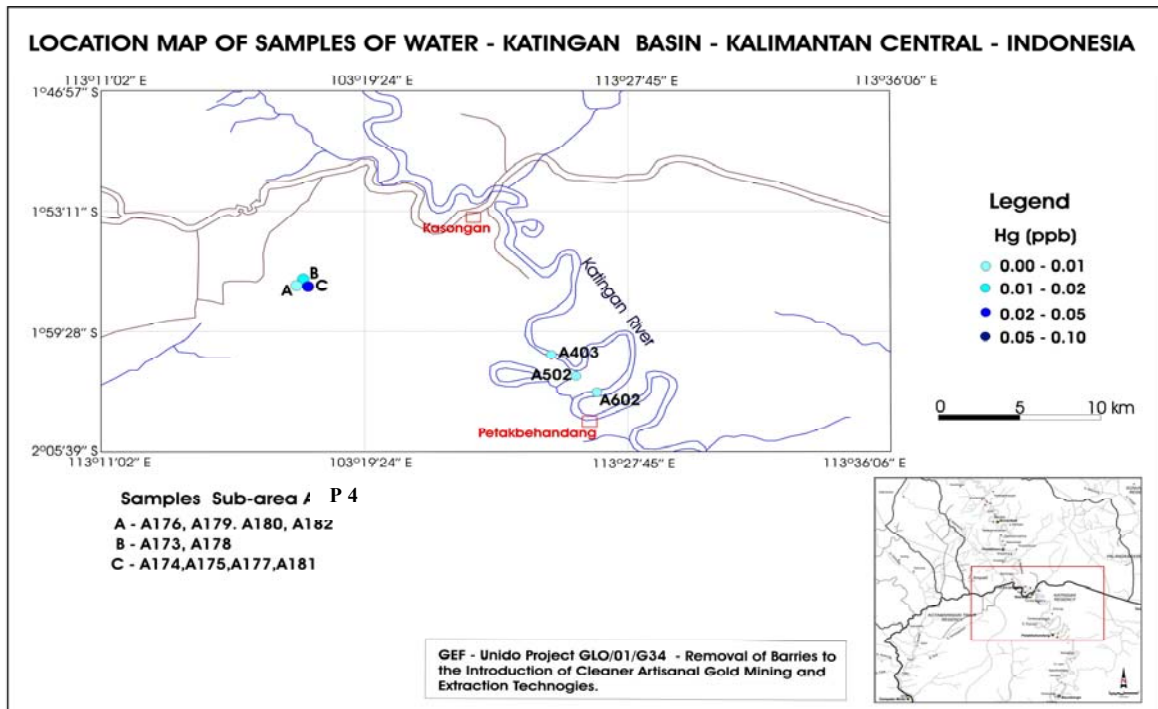 LOCATION MAP OF SAMPLES OF WATER - KATINGAN BASIN - KALIMANTAN CENTRAL - INDONESIA
113º11'02" E 103º19'24" E 113º27'45" E 113º36'06" E
1º46'57" S
1º53'11" S
Kasongan
Legend
Hg (ppb)
0.00 - 0.01
0.01 - 0.02
0.02 - 0.05
0.05 - 0.10
B
A C
Katingan River
1º59'28" S
A403
A502
A602
0 5 10 km
Petakbehandang
2º05'39" S
113º11'02" E 103º19'24" E 113º27'45" E 113º36'06" E
Samples Sub-area A P 4
A - A176, A179. A180, A182
B - A173, A178
C - A174,A175,A177,A181
KATINGAN
REGENCY
GEF - Unido Project GLO/01/G34 - Removal of Barries to
the Introduction of Cleaner Artisanal Gold Mining and
Extraction Technogies.